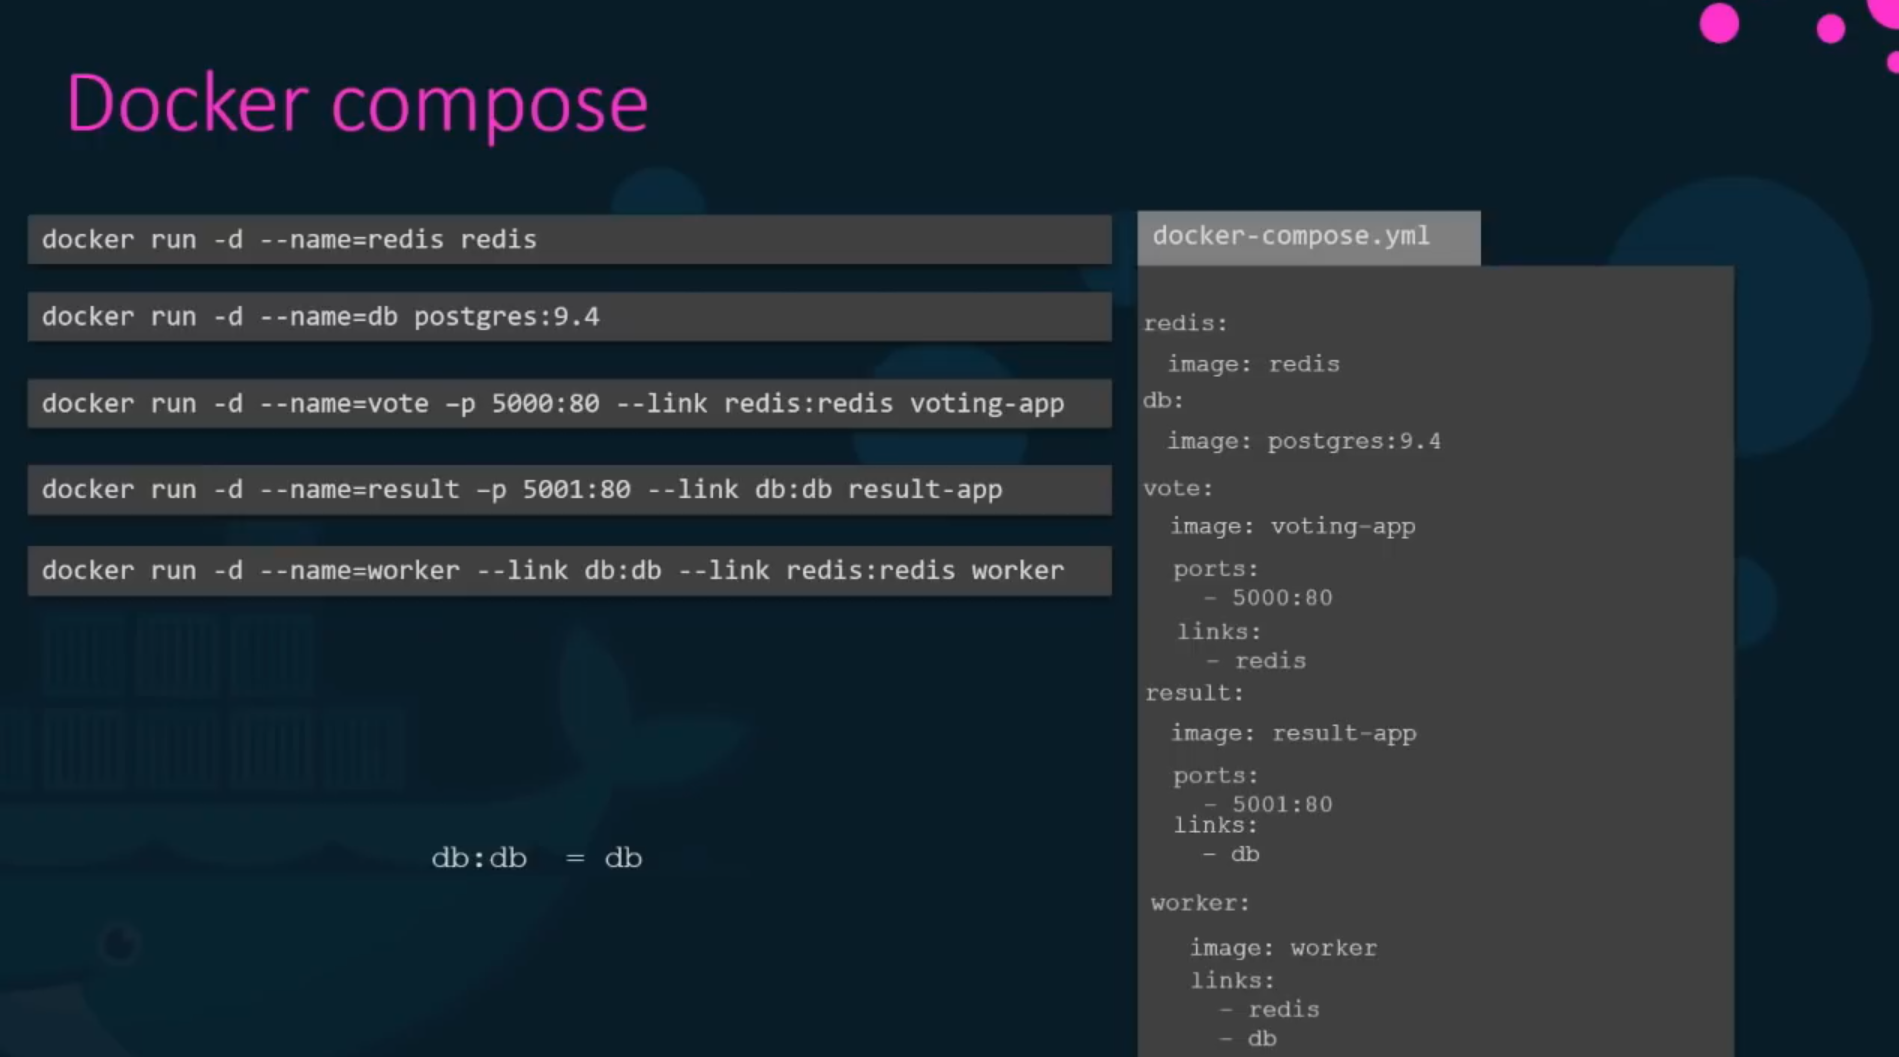 Docker compose
docker run -d --name=redis redis
docker run -d --name=db postgres:9.4
docker run -d --name=vote –p 5000:80 --link redis:redis voting-app
docker run -d --name=result –p 5001:80 --link db:db result-app
docker run -d --name=worker --link db:db --link redis:redis worker
db:db = db
docker-compose.yml
redis:
image: redis
db:
image: postgres:9.4
vote:
image: voting-app
ports:
- 5000:80
links:
- redis
result:
image: result-app
ports:
- 5001:80
links:
- db
worker:
image: worker
links:
- redis
- db